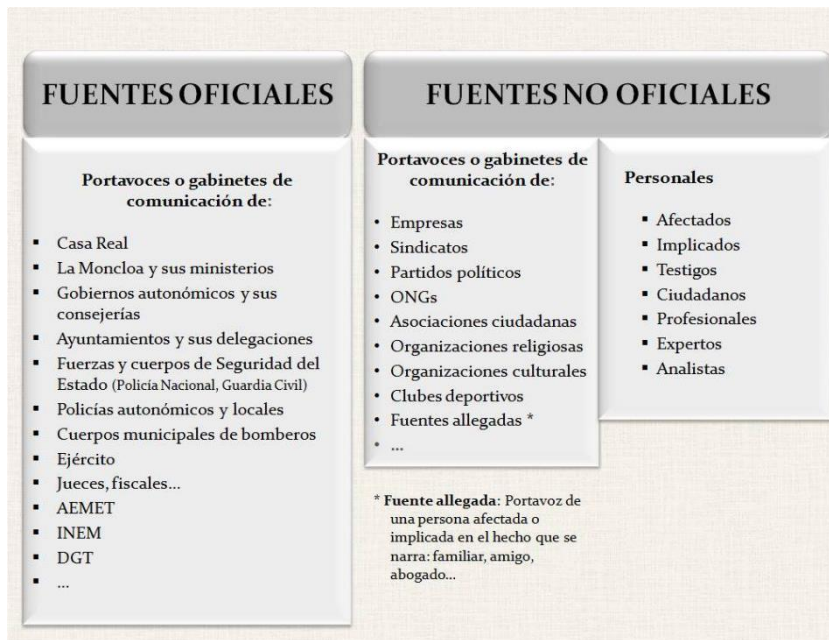 FUENTES OFICIALES
Portavoces o gabinetes de
comunicación de:
▪ Casa Real
▪ La Moncloa y sus ministerios
▪ Gobiernos autonómicos y sus
consejerías
▪ Ayuntamientos y sus delegaciones
▪ Fuerzas y cuerpos de Seguridad del
Estado (Policía Nacional, Guardia Civil)
▪ Policías autonómicos y locales
▪ Cuerpos municipales de bomberos
▪ Ejército
▪ Jueces, fiscales...
▪ AEMET
▪ INEM
▪ DGT
▪ ...
FUENTES NO OFICIALES
Portavoces o gabinetes de
comunicación de:
• Empresas
• Sindicatos
• Partidos políticos
• ONGs
• Asociaciones ciudadanas
• Organizaciones religiosas
• Organizaciones culturales
• Clubes deportivos
• Fuentes allegadas *
• ...
* Fuente allegada: Portavoz de
una persona afectada o
implicada en el hecho que se
narra: familiar, amigo,
abogado...
Personales
▪ Afectados
▪ Implicados
▪ Testigos
▪ Ciudadanos
▪ Profesionales
▪ Expertos
▪ Analistas